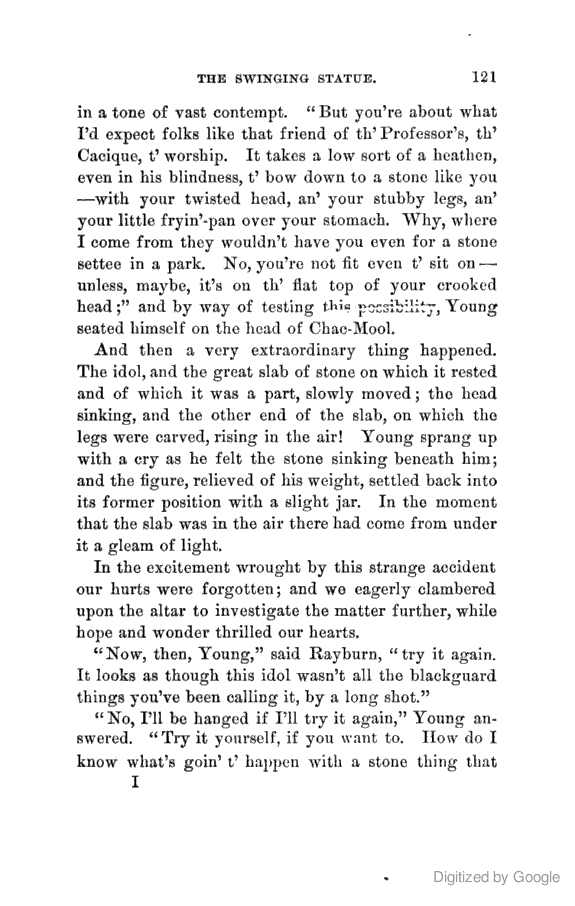 THE SWINGING STATUE. 121
in a tone of vast contempt. "But you're about what
I'd expect folks like that friend of th' Professor's, th'
Cacique, t' worship. It takes a low sort of a heathen,
even in his blindness, t' bow down to a stone like you
—with your twisted head, an' your stubby legs, an'
your little fryin'-pan over your stomach. Why, where
I come from they wouldn't have you even for a stone
settee in a park. No, you're not fit even t' sit on—
unless, maybe, it's on th' flat top of your crooked
head;" and by way of testing this possibility, Young
seated himself on the head of Chac-Mool.
And then a very extraordinary thing happened.
The idol, and the great slab of stone on which it rested
and of which it was a part, slowly moved; the head
sinking, and the other end of the slab, on which the
legs were carved, rising in the air! Young sprang up
with a cry as he felt the stone sinking beneath him;
and the figure, relieved of his weight, settled back into
its former position with a slight jar. In the moment
that the slab was in the air there had come from under
it a gleam of light.
In the excitement wrought by this strange accident
our hurts were forgotten; and we eagerly clambered
upon the altar to investigate the matter further, while
hope and wonder thrilled our hearts.
"Now, then, Young," said Rayburn, "try it again.
It looks as though this idol wasn't all the blackguard
things you've been calling it, by a long shot."
"No, I'll be hanged if I'll try it again," Young an-
swered. "Try it yourself, if you want to. How do I
know what's goin' t' happen with a stone thing that
I
Digitized by Google